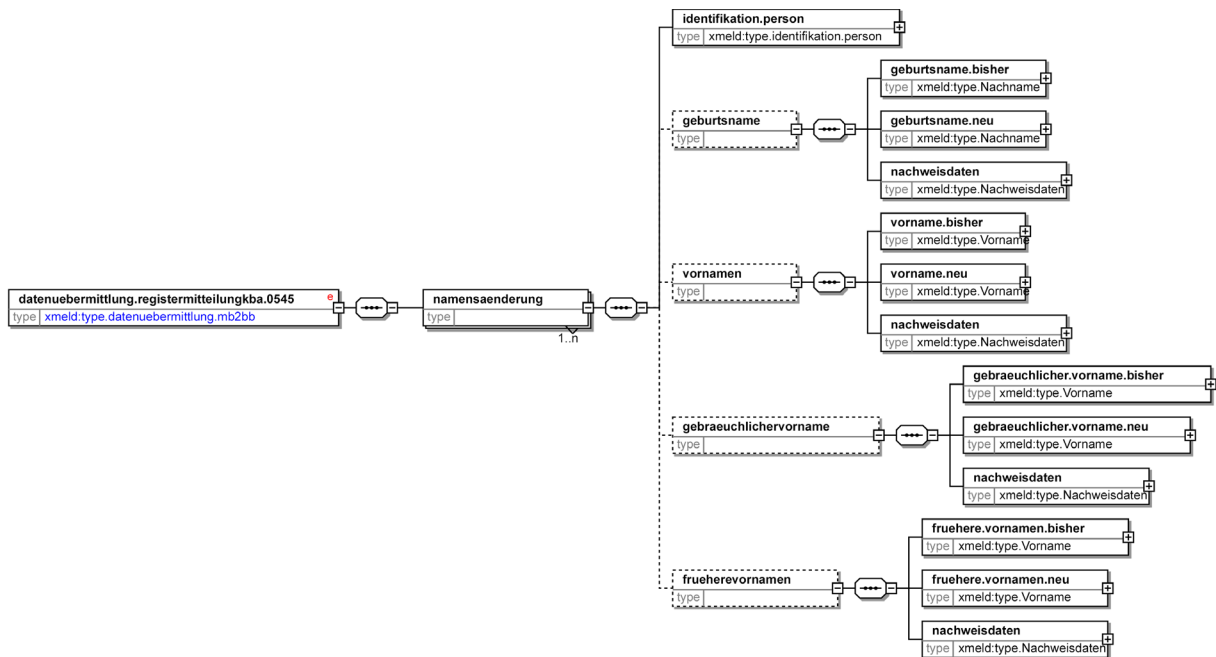 identifikation.person
type xmeld:type.identifikation.person
geburtsname.bisher
type xmeld:type.Nachname
geburtsname
type
geburtsname.neu
type xmeld:type.Nachname
nachweisdaten
type xmeld:type.Nachweisdaten
vorname.bisher
type xmeld:type.Vorname
vornamen
type
vorname.neu
type xmeld:type.Vorname
nachweisdaten
type xmeld:type.Nachweisdaten
datenuebermittlung.registermitteilungkba.0545 e
type xmeld:type.datenuebermittlung.mb2bb
namensaenderung
type
1..n
gebraeuchlicher.vorname.bisher
type xmeld:type.Vorname
gebraeuchlichervorname
type
gebraeuchlicher.vorname.neu
type xmeld:type.Vorname
nachweisdaten
type xmeld:type.Nachweisdaten
fruehere.vornamen.bisher
type xmeld:type.Vorname
frueherevornamen
type
fruehere.vornamen.neu
type xmeld:type.Vorname
nachweisdaten
type xmeld:type.Nachweisdaten